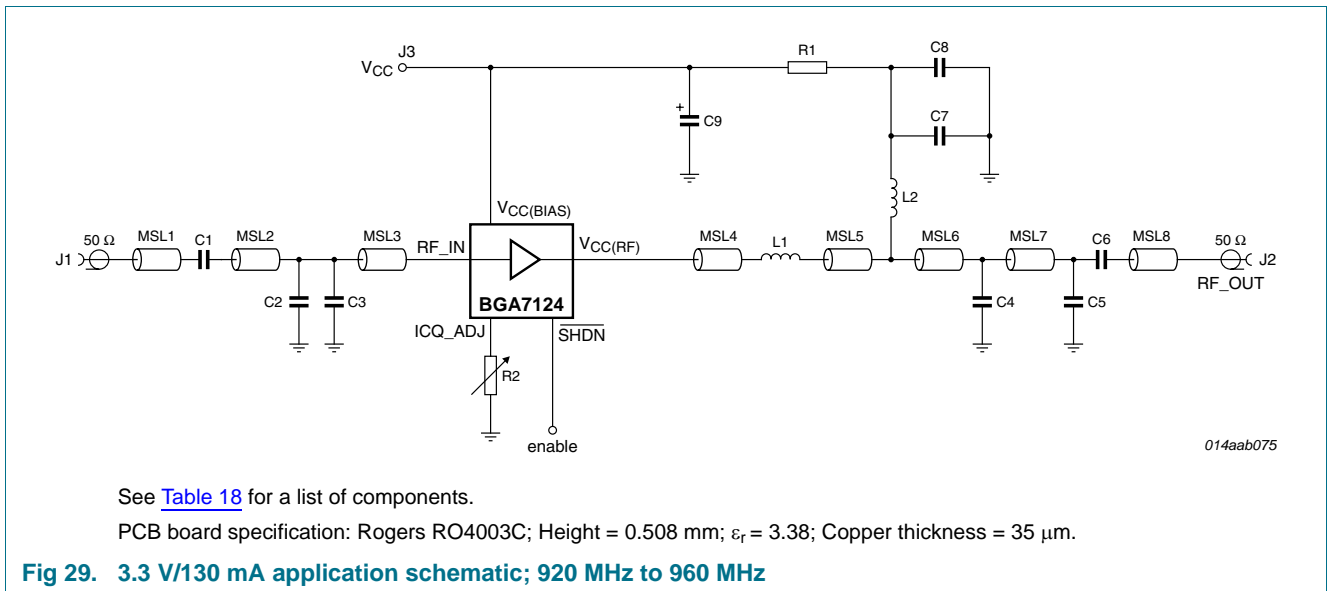 J3
VCC
R1
C8
C7
C9
L2
VCC(BIAS)
50 Ω
J1
MSL1
C1
MSL2
MSL3
RF_IN
VCC(RF)
MSL4
L1
MSL5
MSL6
MSL7
C6
MSL8
50 Ω
J2
RF_OUT
C2
C3
BGA7124
C4
C5
ICQ_ADJ
SHDN
R2
enable
014aab075
See Table 18 for a list of components.
PCB board specification: Rogers RO4003C; Height = 0.508 mm; εr = 3.38; Copper thickness = 35 μm.
Fig 29. 3.3 V/130 mA application schematic; 920 MHz to 960 MHz